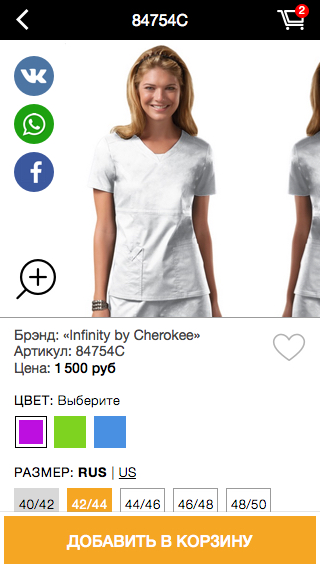 84754C
2
Брэнд: «Infinity by Cherokee»
Артикул: 84754C
Цена: 1 500 руб
ЦВЕТ: Выберите
РАЗМЕР: RUS | US
40/42 42/44 44/46 46/48 48/50
ДОБАВИТЬ В КОРЗИНУ